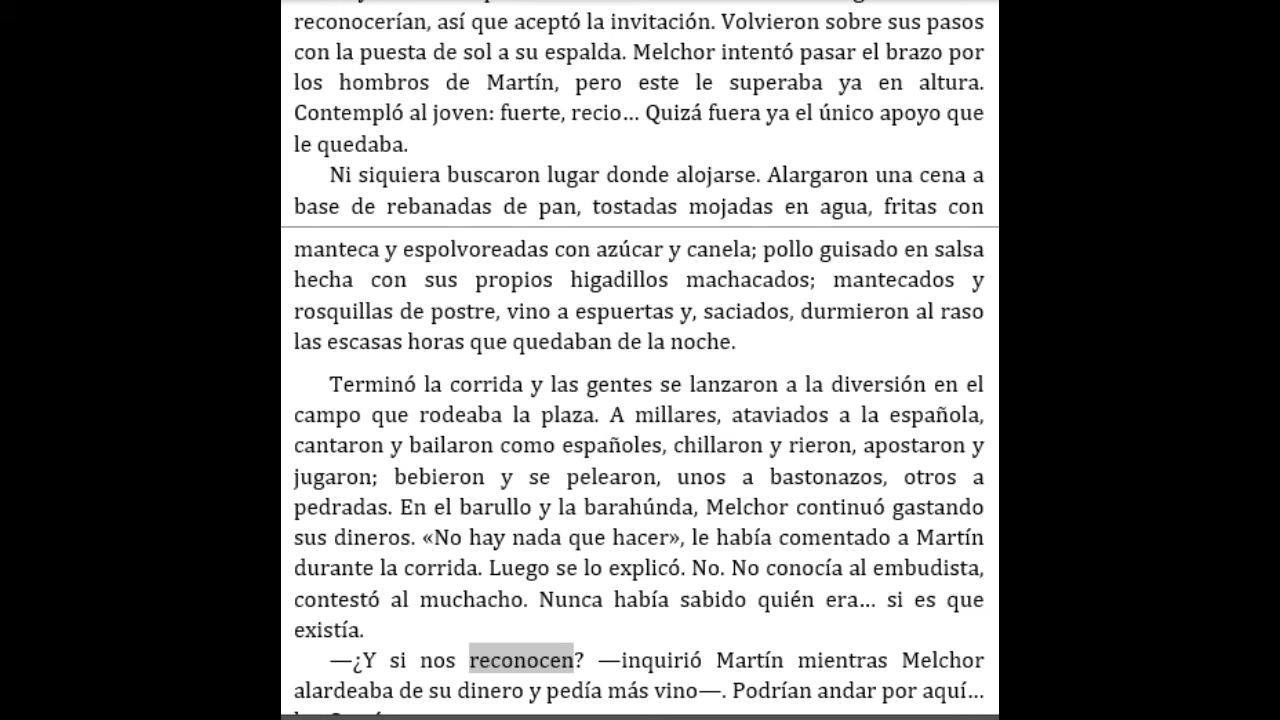 reconocerían, así que aceptó la invitación. Volvieron sobre sus pasos
con la puesta de sol a su espalda. Melchor intentó pasar el brazo por
los hombros de Martín, pero este le superaba ya en altura.
Contempló al joven: fuerte, recio… Quizá fuera ya el único apoyo que
le quedaba.
Ni siquiera buscaron lugar donde alojarse. Alargaron una cena a
base de rebanadas de pan, tostadas mojadas en agua, fritas con
manteca y espolvoreadas con azúcar y canela; pollo guisado en salsa
hecha con sus propios higadillos machacados; mantecados y
rosquillas de postre, vino a espuertas y, saciados, durmieron al raso
las escasas horas que quedaban de la noche.
Terminó la corrida y las gentes se lanzaron a la diversión en el
campo que rodeaba la plaza. A millares, ataviados a la española,
cantaron y bailaron como españoles, chillaron y rieron, apostaron y
jugaron; bebieron y se pelearon, unos a bastonazos, otros a
pedradas. En el barullo y la barahúnda, Melchor continuó gastando
sus dineros. «No hay nada que hacer», le había comentado a Martín
durante la corrida. Luego se lo explicó. No. No conocía al embudista,
contestó al muchacho. Nunca había sabido quién era… si es que
existía.
—¿Y si nos reconocen? —inquirió Martín mientras Melchor
alardeaba de su dinero y pedía más vino—. Podrían andar por aquí…